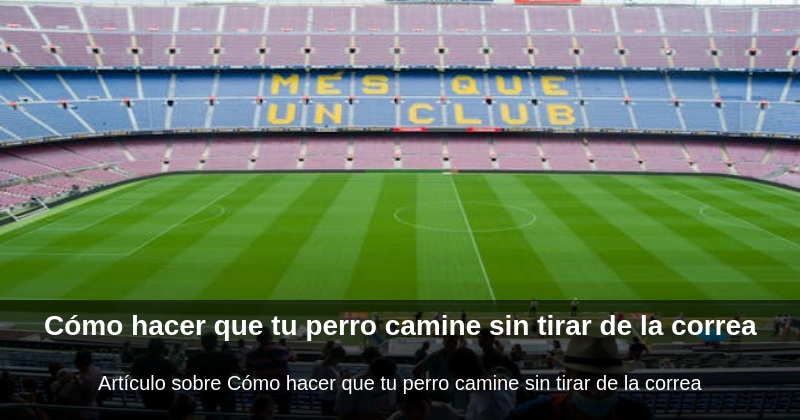 MÉS QUE
UN CLUB
Cómo hacer que tu perro camine sin tirar de la correa
Artículo sobre Cómo hacer que tu perro camine sin tirar de la correa